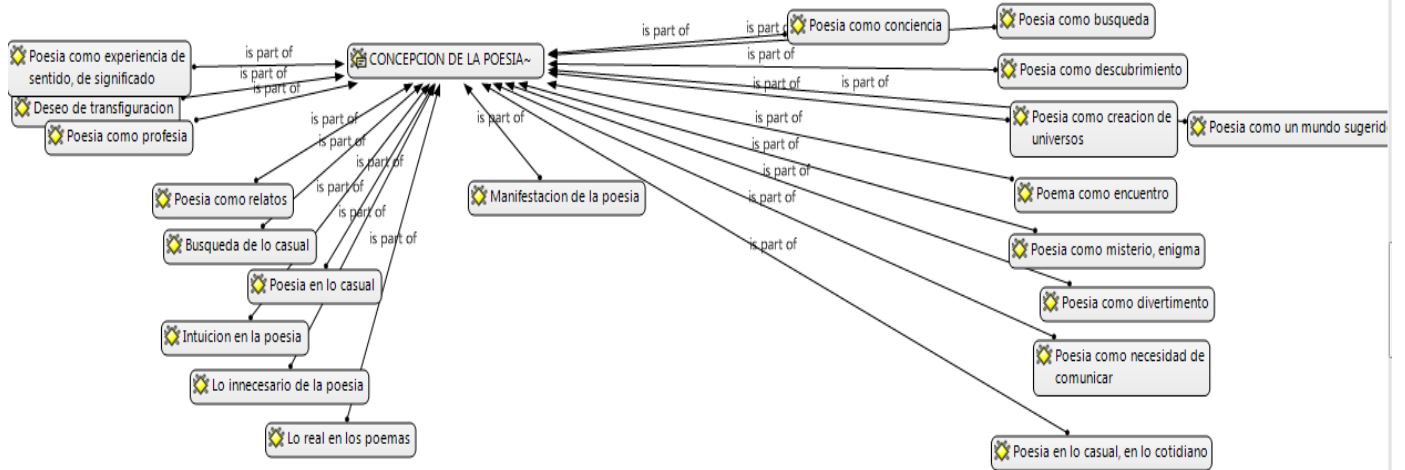 Poesia como conciencia
Poesia como busqueda
is part of
is part of
Poesia como experiencia de
sentido, de significado
is part of
CONCEPCION DE LA POESIA~
is part of
Poesia como descubrimiento
is part of
is part of
is part of
is part of
Deseo de transfiguracion
Poesia como profesia
is part of
is part of
is part of
Poesia como creacion de
universos
Poesia como un mundo sugerido
is part of
is part of
is part of
is part of
Poesia como relatos
Manifestacion de la poesia
is part of
Poema como encuentro
is part of
Busqueda de lo casual
is part of
is part of
Poesia como misterio, enigma
Poesia en lo casual
Poesia como divertimento
Intuicion en la poesia
Poesia como necesidad de
comunicar
Lo innecesario de la poesia
Lo real en los poemas
Poesia en lo casual, en lo cotidiano